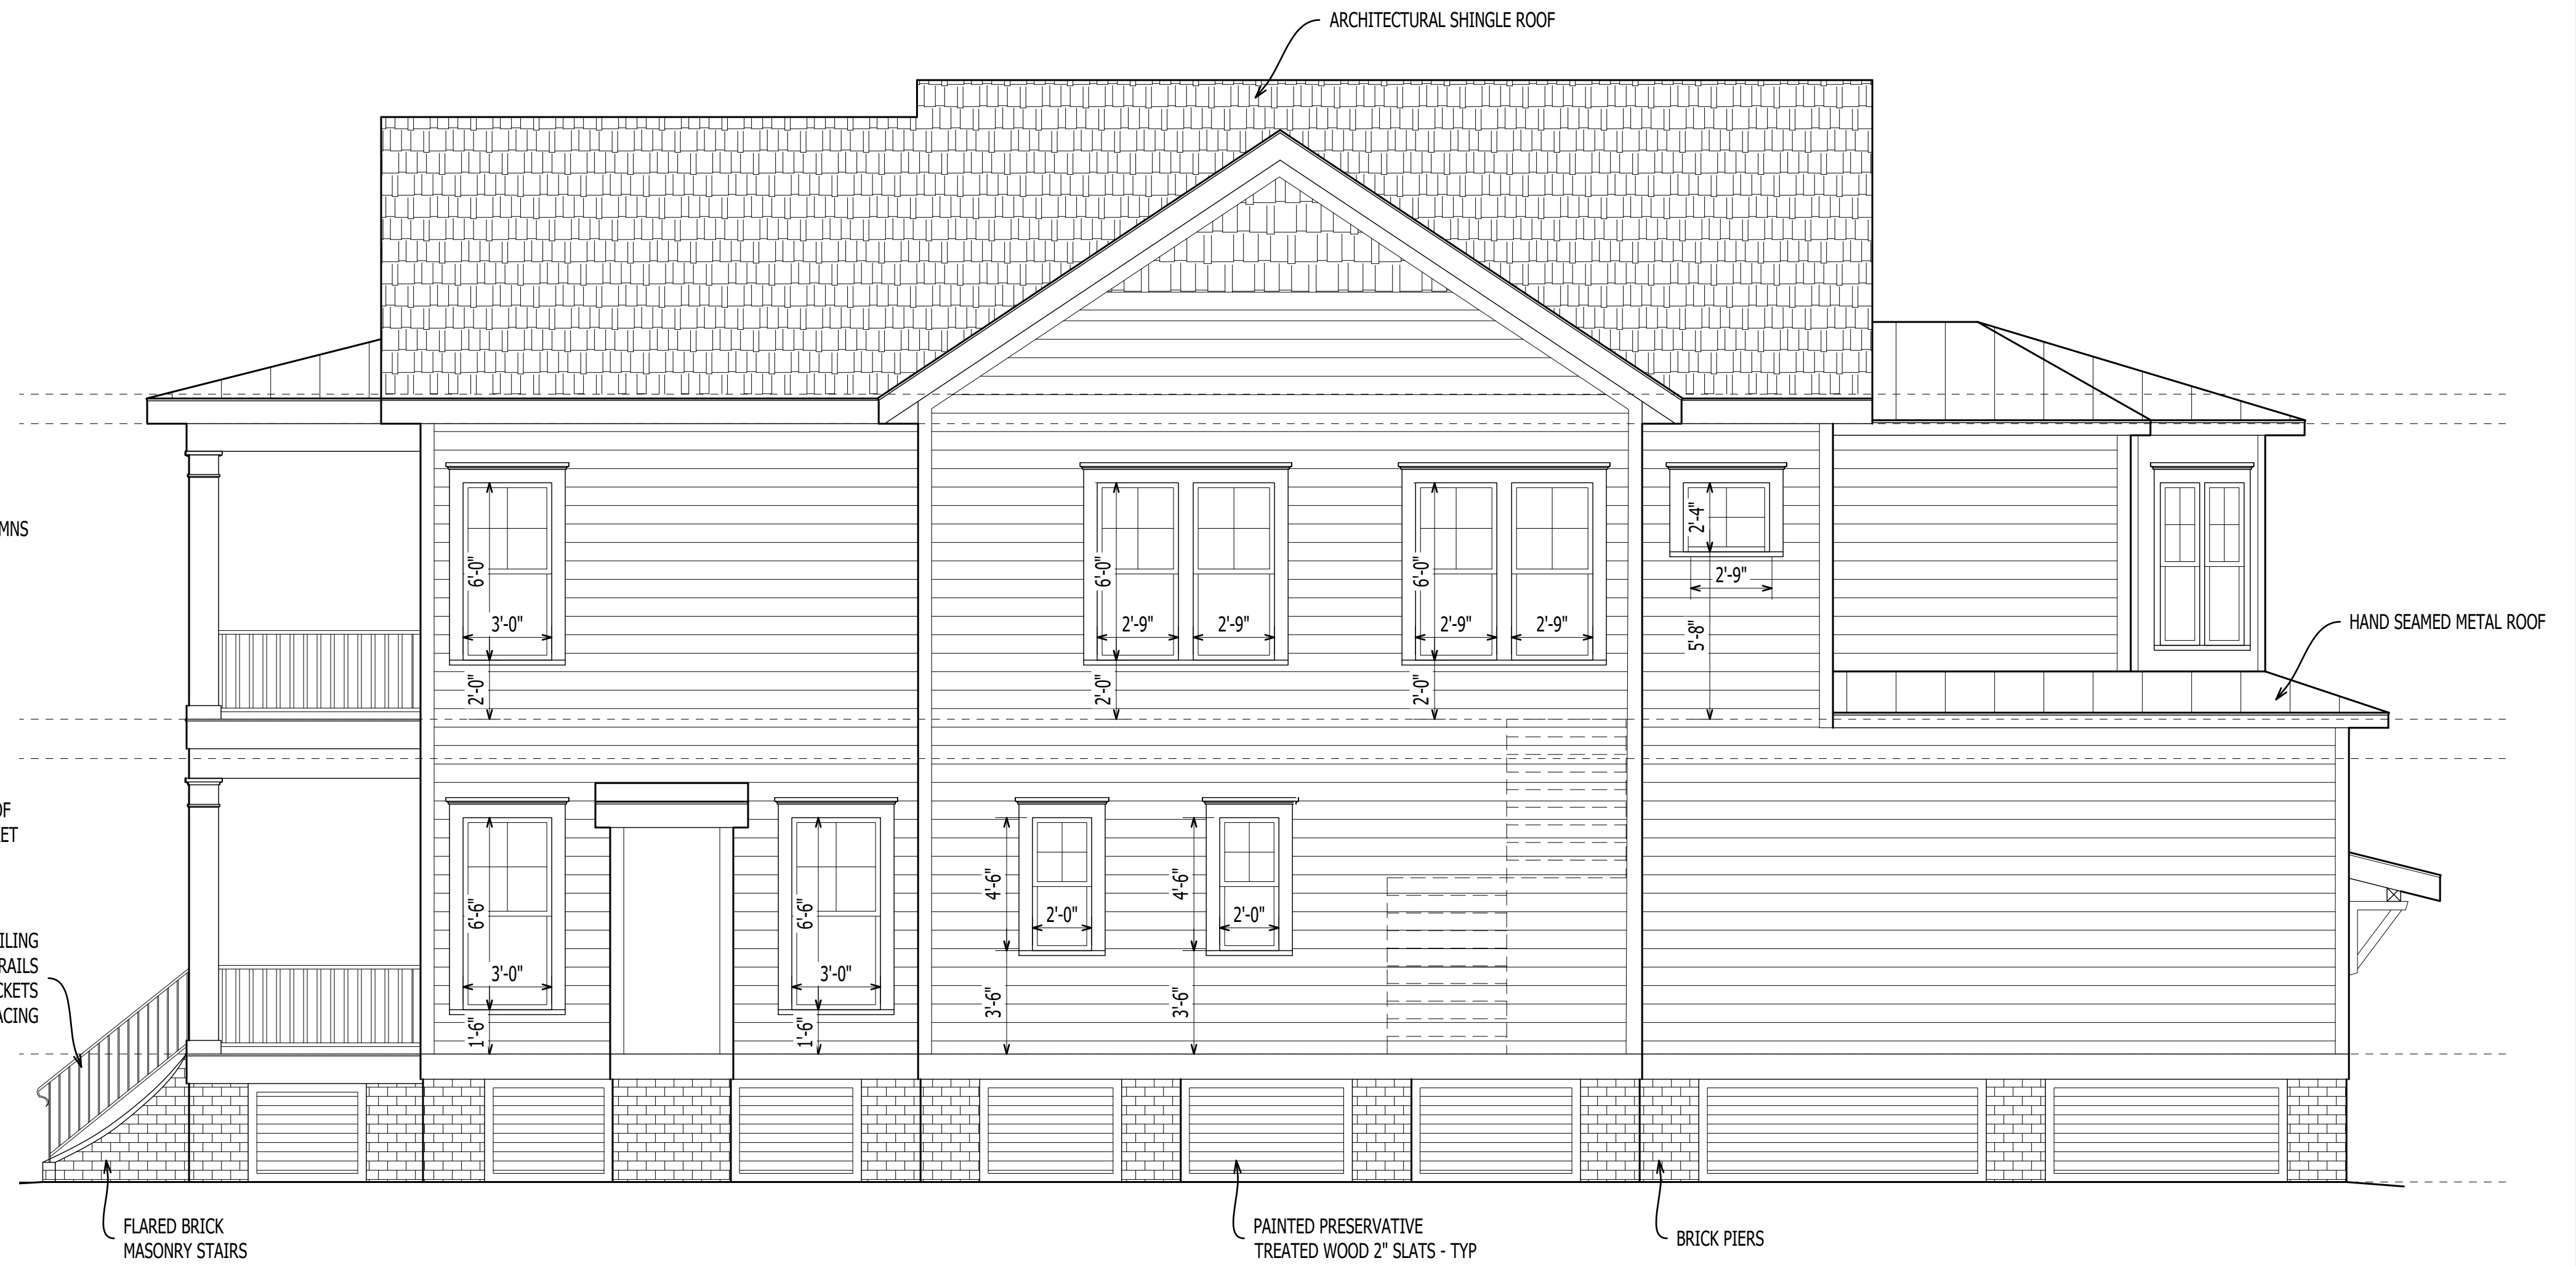 ARCHITECTURAL SHINGLE ROOF
MNS
6'-0"
3'-0"
2'-0"
6'-0"
2'-9"
2'-9"
2'-0"
6'-0"
2'-9"
2'-9"
2'-0"
2'-4"
2'-9"
5'-8"
HAND SEAMED METAL ROOF
OF
KET
6'-6"
3'-0"
1'-6"
6'-6"
3'-0"
1'-6"
4'-6"
2'-0"
3'-6"
4'-6"
2'-0"
3'-6"
ILING
RAILS
CKETS
ACING
FLARED BRICK
MASONRY STAIRS
PAINTED PRESERVATIVE
TREATED WOOD 2" SLATS - TYP
BRICK PIERS